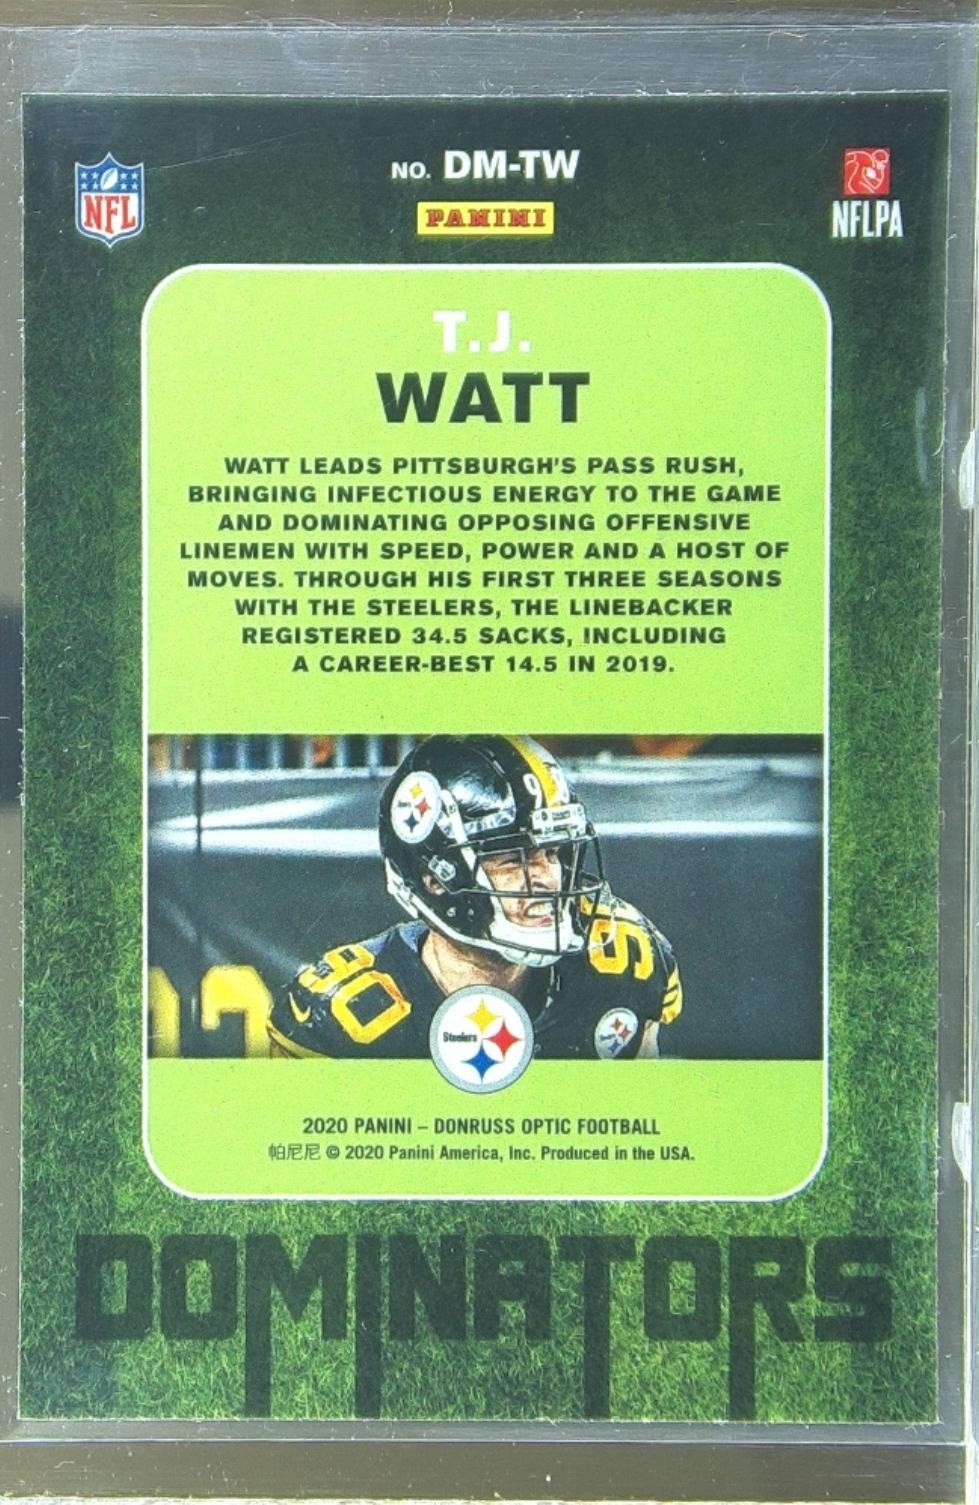 NO. DM-TW
NFL
PANINI
NFLPA
T.J.
WATT
WATT LEADS PITTSBURGH'S PASS RUSH,
BRINGING INFECTIOUS ENERGY TO THE GAME
AND DOMINATING OPPOSING OFFENSIVE
LINEMEN WITH SPEED, POWER AND A HOST OF
MOVES. THROUGH HIS FIRST THREE SEASONS
WITH THE STEELERS, THE LINEBACKER
REGISTERED 34.5 SACKS, INCLUDING
A CAREER-BEST 14.5 IN 2019.
90
Steelers
2020 PANINI – DONRUSS OPTIC FOOTBALL
帕尼尼 © 2020 Panini America, Inc. Produced in the USA.
DOMINATORS